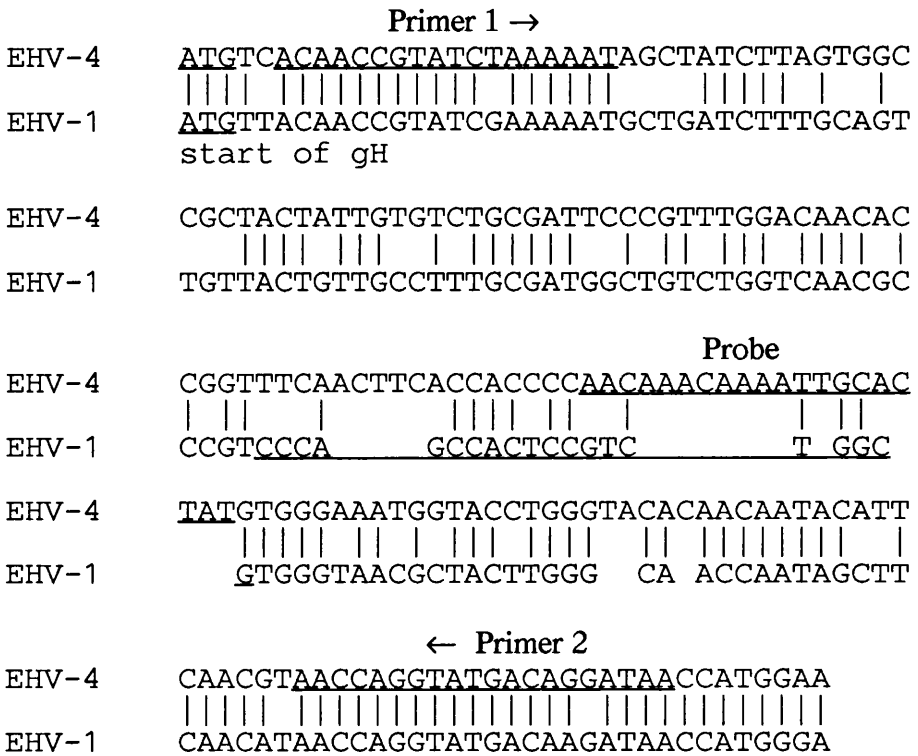 Primer 1 →
EHV-4 ATGTCACAACCGTATCTAAAAATAGCTATCTTAGTGGC
EHV-1 ATGTTACAACCGTATCGAAAAATGCTGATCTTTGCAGT
start of gH
EHV-4 CGCTACTATTGTGTCTGCGATTCCCGTTTGGACAACAC
EHV-1 TGTTACTGTTGCCTTTGCGATGGCTGTCTGGTCAACGC
Probe
EHV-4 CGGTTTCAACTTCACCACCCCAACAAACAAAATTGCAC
EHV-1 CCGTCCCA GCCACTCCGTC T GGC
EHV-4 TATGTGGGAAATGGTACCTGGGTACACAACAATACATT
EHV-1 GTGGGTAACGCTACTTGGG CA ACCAATAGCTT
← Primer 2
EHV-4 CAACGTAACCAGGTATGACAGGATAACCATGGAA
EHV-1 CAACATAACCAGGTATGACAAGATAACCATGGGA